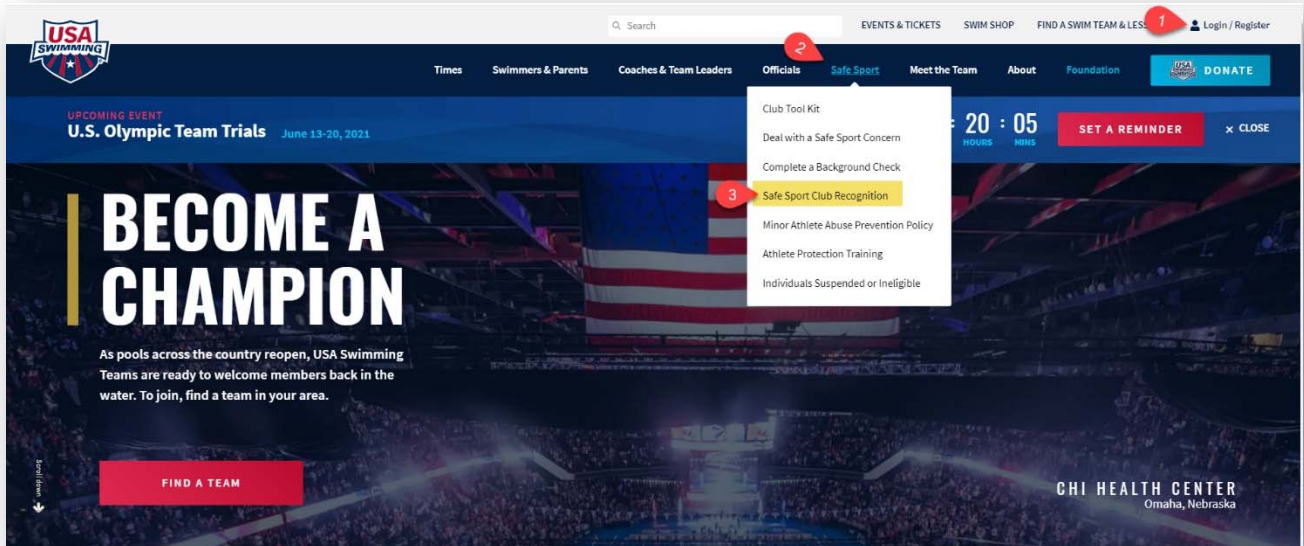 USA
SWIMMING
Search
EVENTS & TICKETS
SWIM SHOP
FIND A SWIM TEAM & LESS
1
Login / Register
2
Times
Swimmers & Parents
Coaches & Team Leaders
Officials
Safe Sport
Meet the Team
About
Foundation
DONATE
UPCOMING EVENT
U.S. Olympic Team Trials June 13-20, 2021
: 20 : 05
HOURS MINS
SET A REMINDER
× CLOSE
Club Tool Kit
Deal with a Safe Sport Concern
Complete a Background Check
3
Safe Sport Club Recognition
Minor Athlete Abuse Prevention Policy
Athlete Protection Training
Individuals Suspended or Ineligible
BECOME A
CHAMPION
As pools across the country reopen, USA Swimming
Teams are ready to welcome members back in the
water. To join, find a team in your area.
Scroll down
FIND A TEAM
CHI HEALTH CENTER
Omaha, Nebraska